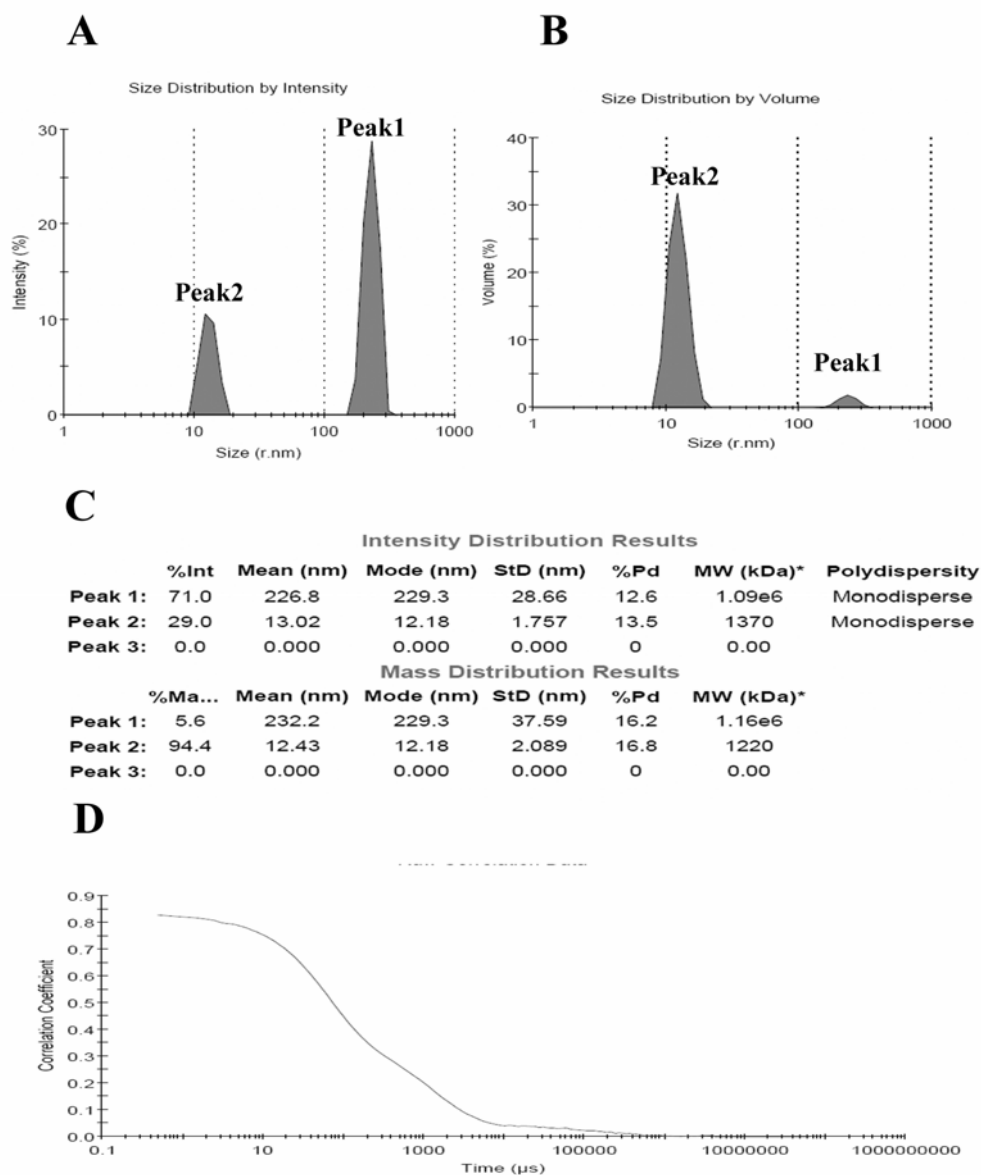 A
B
Size Distribution by Intensity
Size Distribution by Volume
Peak1
Peak2
Intensity (%)
30
20
10
0
1
10
100
1000
Size (r.nm)
Peak2
Peak1
Volume (%)
40
30
20
10
0
1
10
100
1000
Size (r.nm)
C
Intensity Distribution Results
%Int Mean (nm) Mode (nm) StD (nm) %Pd MW (kDa)* Polydispersity
Peak 1: 71.0 226.8 229.3 28.66 12.6 1.09e6 Monodisperse
Peak 2: 29.0 13.02 12.18 1.757 13.5 1370 Monodisperse
Peak 3: 0.0 0.000 0.000 0.000 0 0.00
Mass Distribution Results
%Ma... Mean (nm) Mode (nm) StD (nm) %Pd MW (kDa)*
Peak 1: 5.6 232.2 229.3 37.59 16.2 1.16e6
Peak 2: 94.4 12.43 12.18 2.089 16.8 1220
Peak 3: 0.0 0.000 0.000 0.000 0 0.00
D
Correlation Coefficient
0.9
0.8
0.7
0.6
0.5
0.4
0.3
0.2
0.1
0.0
0.1
10
1000
100000
10000000
1000000000
Time (µs)